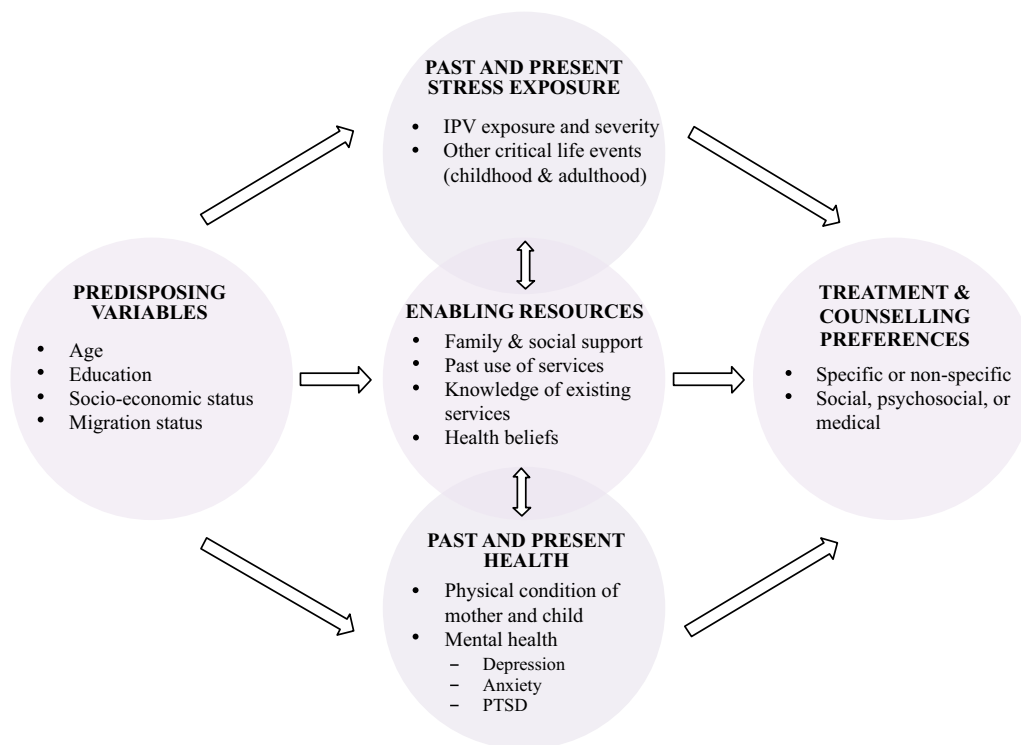 PAST AND PRESENT
STRESS EXPOSURE
• IPV exposure and severity
• Other critical life events
(childhood & adulthood)
PREDISPOSING
VARIABLES
• Age
• Education
• Socio-economic status
• Migration status
ENABLING RESOURCES
• Family & social support
• Past use of services
• Knowledge of existing
services
• Health beliefs
TREATMENT &
COUNSELLING
PREFERENCES
• Specific or non-specific
• Social, psychosocial, or
medical
PAST AND PRESENT
HEALTH
• Physical condition of
mother and child
• Mental health
– Depression
– Anxiety
– PTSD